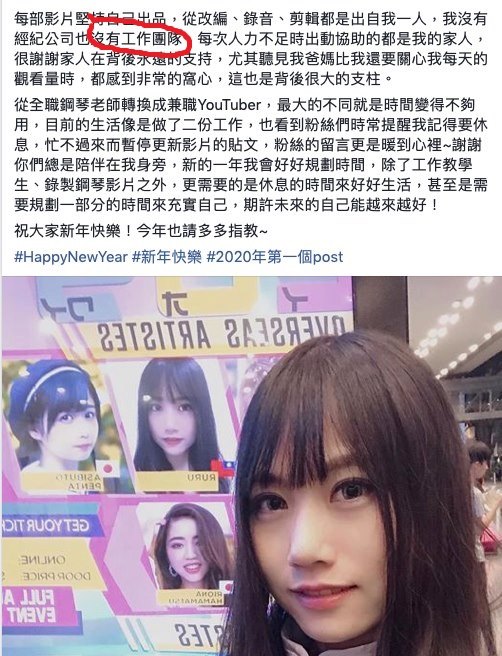 每部影片堅持自己出品，從改編、錄音、剪輯都是出自我一人，我沒有
經紀公司也沒有工作團隊，每次人力不足時出動協助的都是我的家人，
很謝謝家人在背後永遠的支持，尤其聽見我爸媽比我還要關心我每天的
觀看量時，都感到非常的窩心，這也是背後很大的支柱。
從全職鋼琴老師轉換成兼職YouTuber，最大的不同就是時間變得不夠
用，目前的生活像是做了二份工作，也看到粉絲們時常提醒我記得要休
息，忙不過來而暫停更新影片的貼文，粉絲的留言更是暖到心裡~謝謝
你們總是陪伴在我身旁，新的一年我會好好規劃時間，除了工作教學
生、錄製鋼琴影片之外，更需要的是休息的時間來好好生活，甚至是需
要規劃一部分的時間來充實自己，期許未來的自己能越來越好！
祝大家新年快樂！今年也請多多指教~
#HappyNewYear #新年快樂 #2020年第一個post
OVERSEAS ARTISTES
ASIBUTO
PENTA
RURU
GET YOUR TIC
ONLINE:
DOOR PRICE:
RIONA
HAMAMATSU
FULL A
EVENT